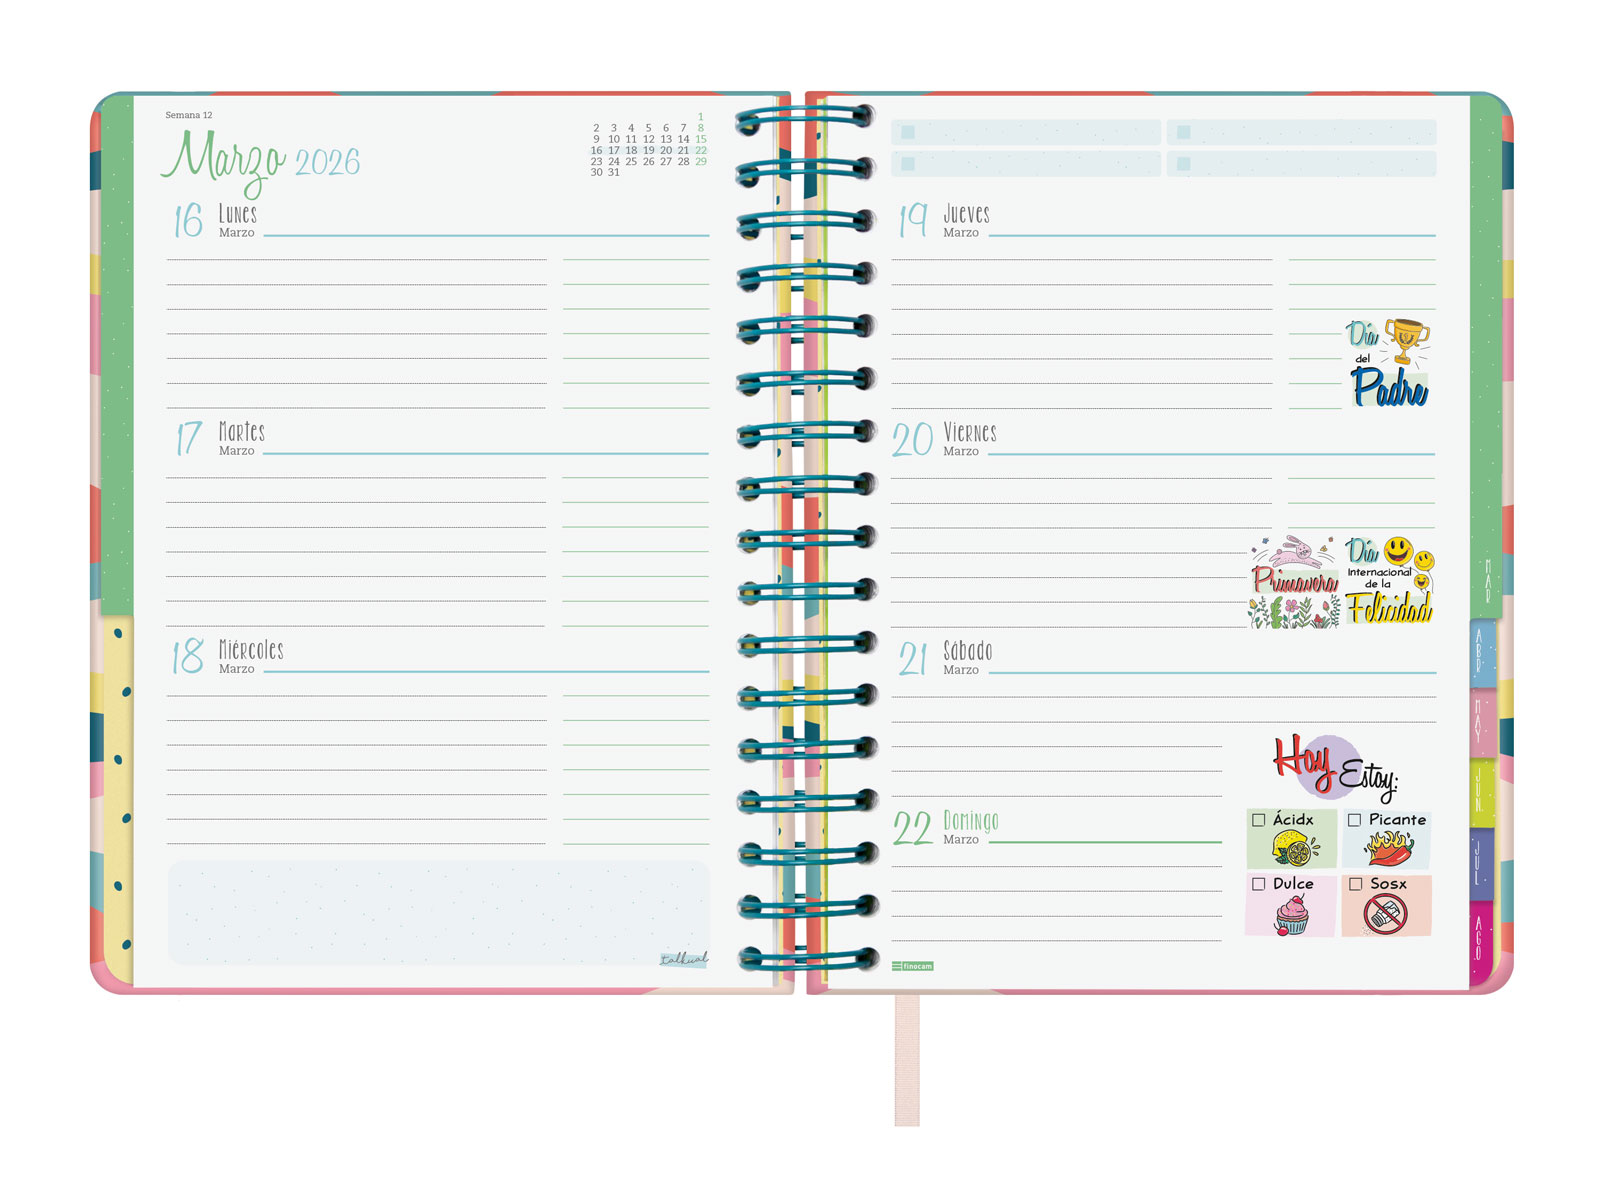 Semana 12
Marzo 2026
1
2 3 4 5 6 7 8
9 10 11 12 13 14 15
16 17 18 19 20 21 22
23 24 25 26 27 28 29
30 31
16 Lunes
Marzo
17 Martes
Marzo
18 Miércoles
Marzo
talkual
19 Jueves
Marzo
Día
del
Padre
20 Viernes
Marzo
Primavera
Día
Internacional
de la
Felicidad
21 Sábado
Marzo
Hoy
Estoy:
Ácidx
Picante
Dulce
Sosx
22 Domingo
Marzo
finocam
MAR
ABR
MAY
JUN
JUL
AGO